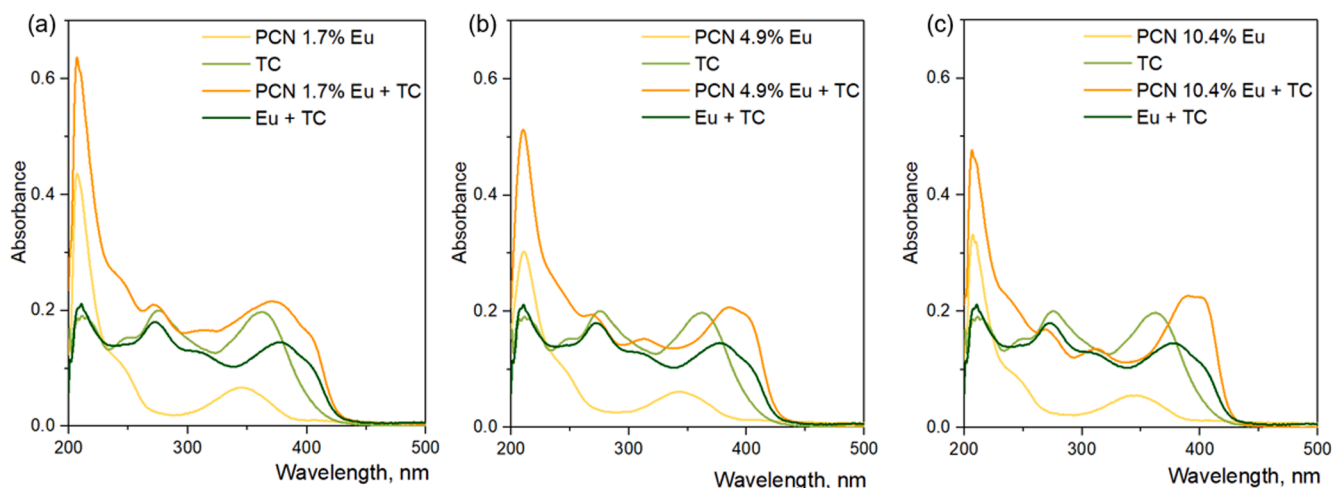 (a)
PCN 1.7% Eu
TC
PCN 1.7% Eu + TC
Eu + TC
0.6
0.4
0.2
0.0
Absorbance
200
300
400
500
Wavelength, nm
(b)
PCN 4.9% Eu
TC
PCN 4.9% Eu + TC
Eu + TC
0.6
0.4
0.2
0.0
Absorbance
200
300
400
500
Wavelength, nm
(c)
PCN 10.4% Eu
TC
PCN 10.4% Eu + TC
Eu + TC
0.6
0.4
0.2
0.0
Absorbance
200
300
400
500
Wavelength, nm